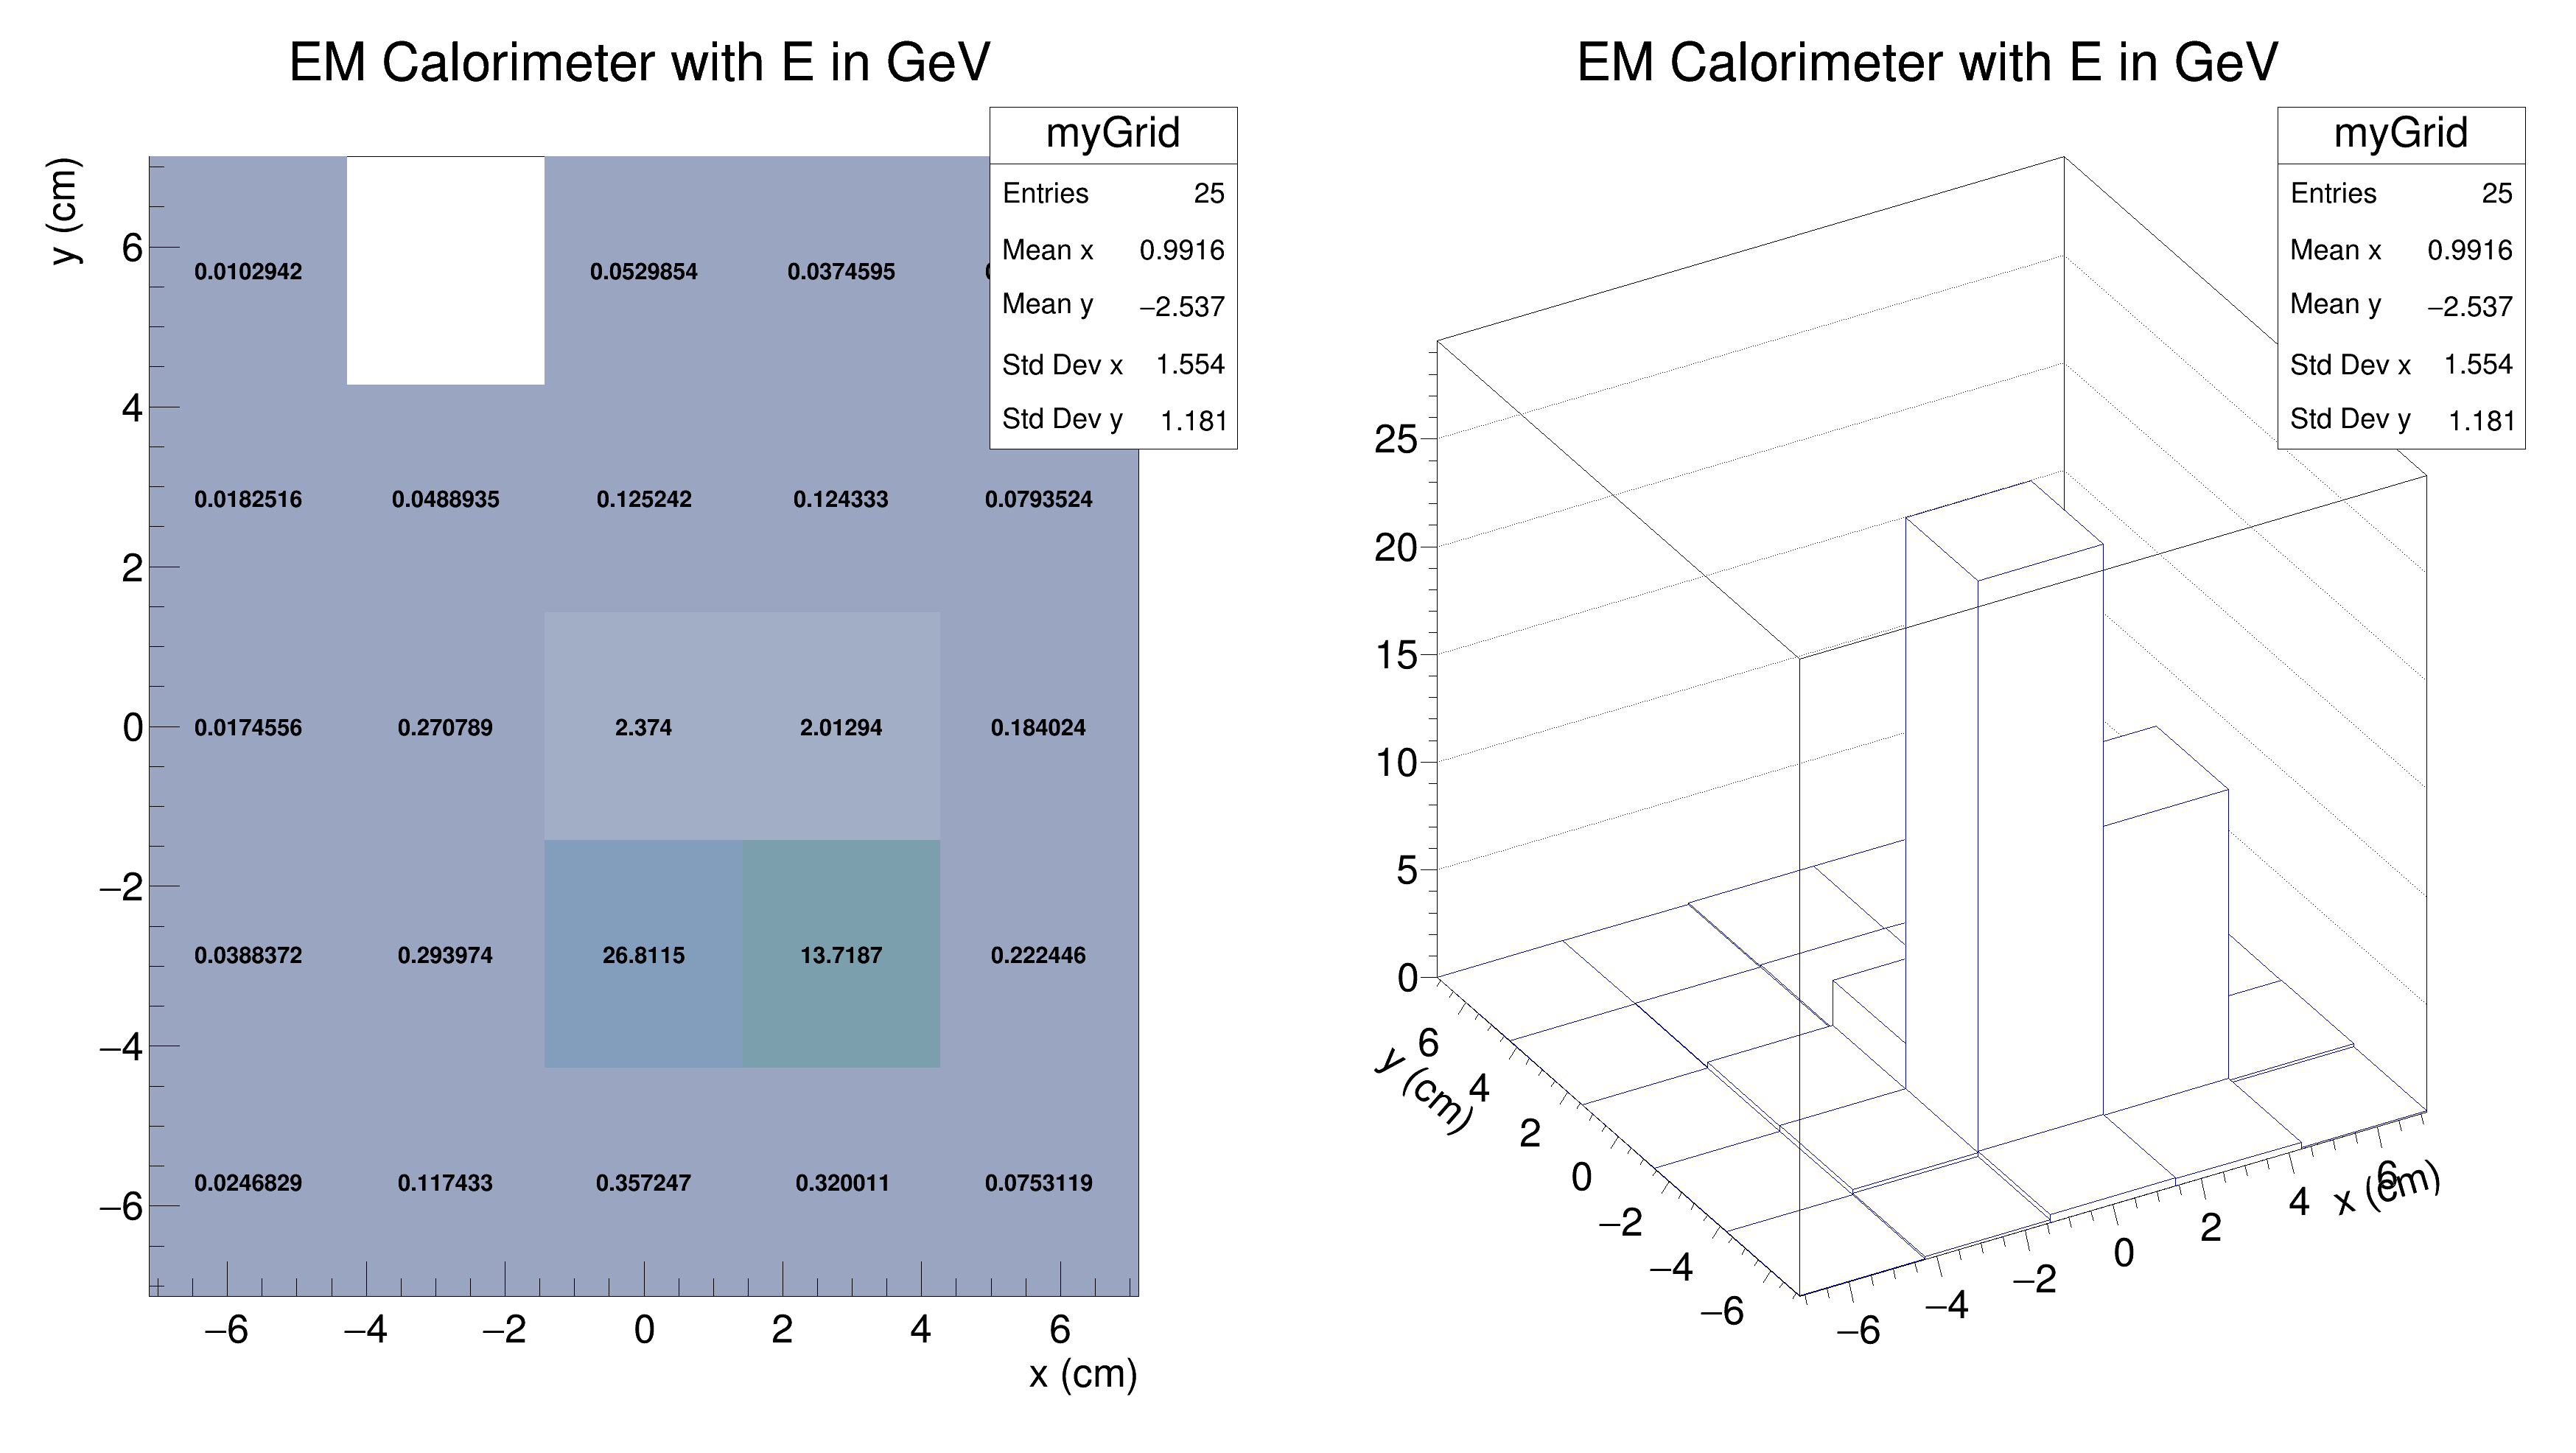 EM Calorimeter with E in GeV
myGrid
Entries 25
Mean x 0.9916
Mean y −2.537
Std Dev x 1.554
Std Dev y 1.181
y (cm)
6
4
2
0
−2
−4
−6
0.0102942 0.0529854 0.0374595
0.0182516 0.0488935 0.125242 0.124333 0.0793524
0.0174556 0.270789 2.374 2.01294 0.184024
0.0388372 0.293974 26.8115 13.7187 0.222446
0.0246829 0.117433 0.357247 0.320011 0.0753119
−6 −4 −2 0 2 4 6
x (cm)
EM Calorimeter with E in GeV
myGrid
Entries 25
Mean x 0.9916
Mean y −2.537
Std Dev x 1.554
Std Dev y 1.181
25
20
15
10
5
0
y (cm)
6
4
2
0
−2
−4
−6
−6 −4 −2 0 2 4 6
x (cm)